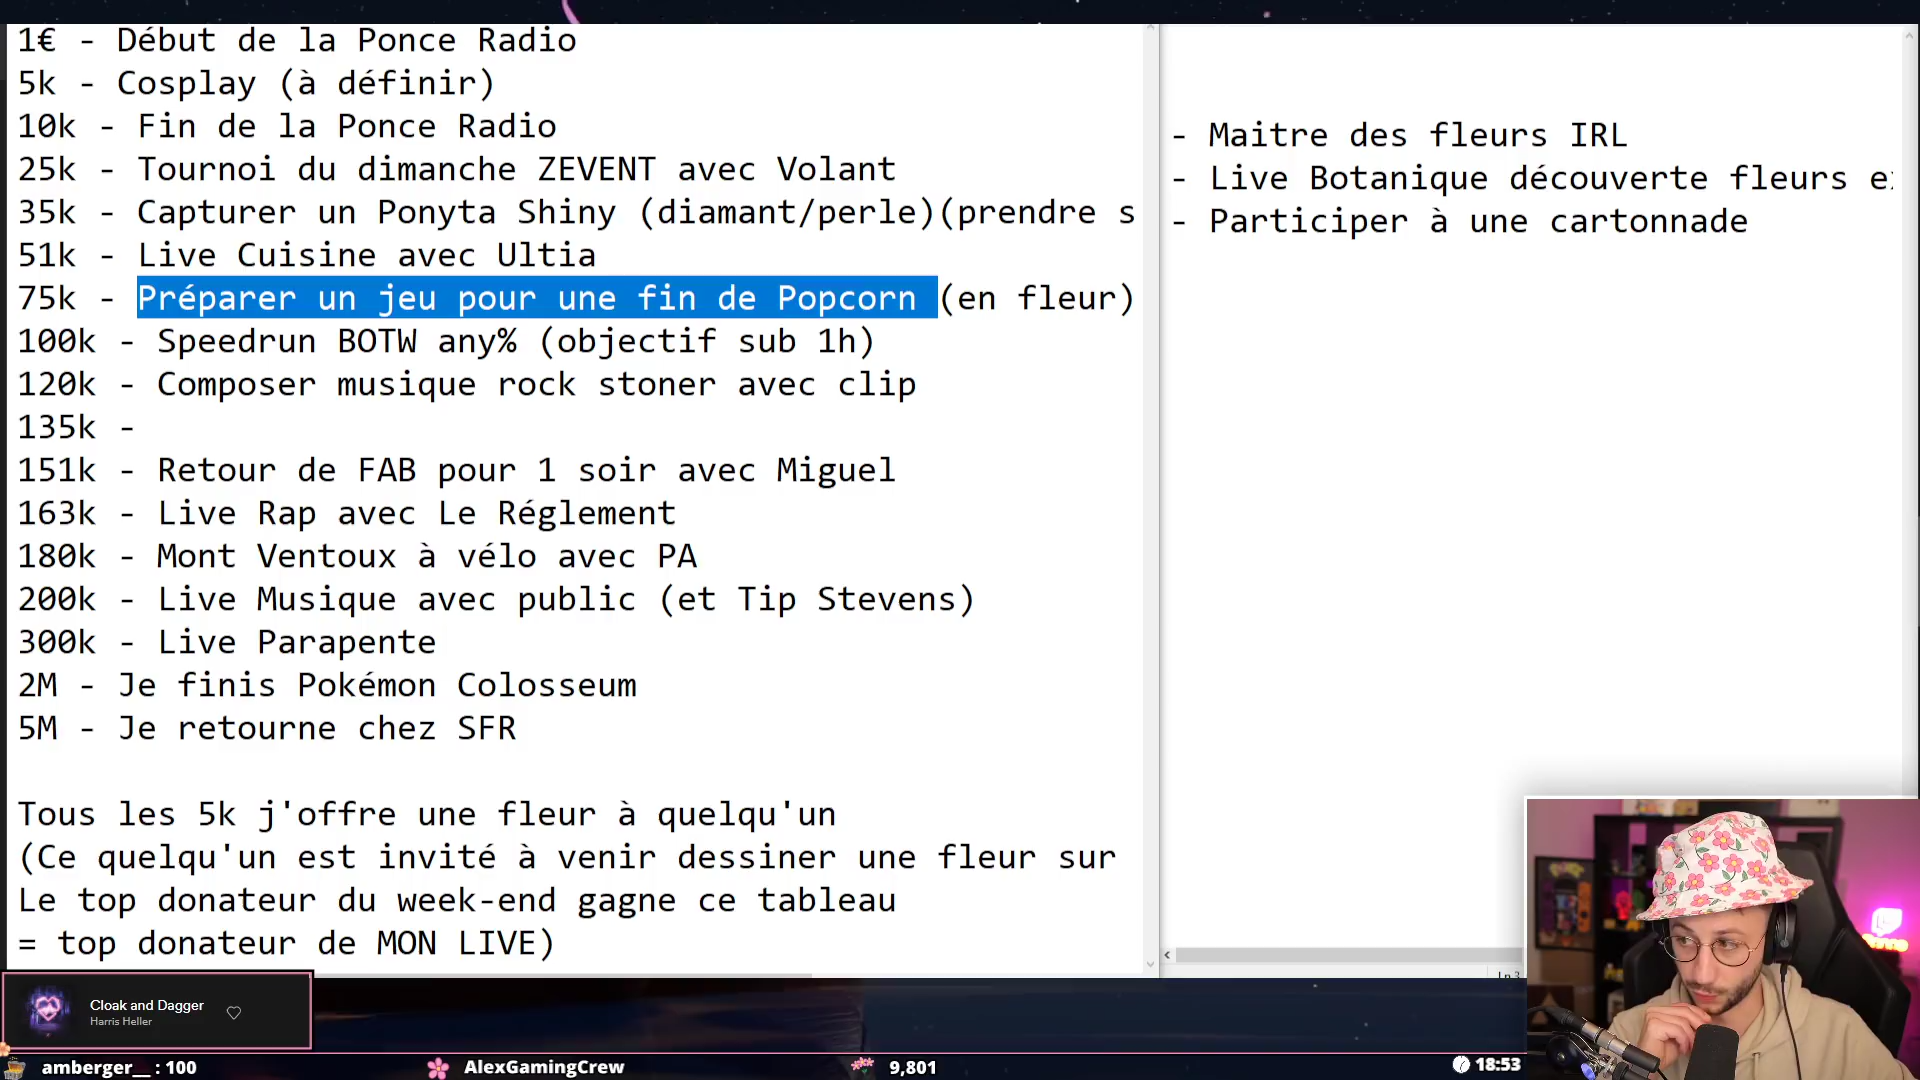 1€ - Début de la Ponce Radio
5k - Cosplay (à définir)
10k - Fin de la Ponce Radio
25k - Tournoi du dimanche ZEVENT avec Volant
35k - Capturer un Ponyta Shiny (diamant/perle)(prendre s
51k - Live Cuisine avec Ultia
75k - Préparer un jeu pour une fin de Popcorn (en fleur)
100k - Speedrun BOTW any% (objectif sub 1h)
120k - Composer musique rock stoner avec clip
135k -
151k - Retour de FAB pour 1 soir avec Miguel
163k - Live Rap avec Le Réglement
180k - Mont Ventoux à vélo avec PA
200k - Live Musique avec public (et Tip Stevens)
300k - Live Parapente
2M - Je finis Pokémon Colosseum
5M - Je retourne chez SFR
Tous les 5k j'offre une fleur à quelqu'un
(Ce quelqu'un est invité à venir dessiner une fleur sur
Le top donateur du week-end gagne ce tableau
= top donateur de MON LIVE)
- Maitre des fleurs IRL
- Live Botanique découverte fleurs e
- Participer à une cartonnade
Cloak and Dagger
Harris Heller
amberger__ : 100
AlexGamingCrew
9,801
18:53